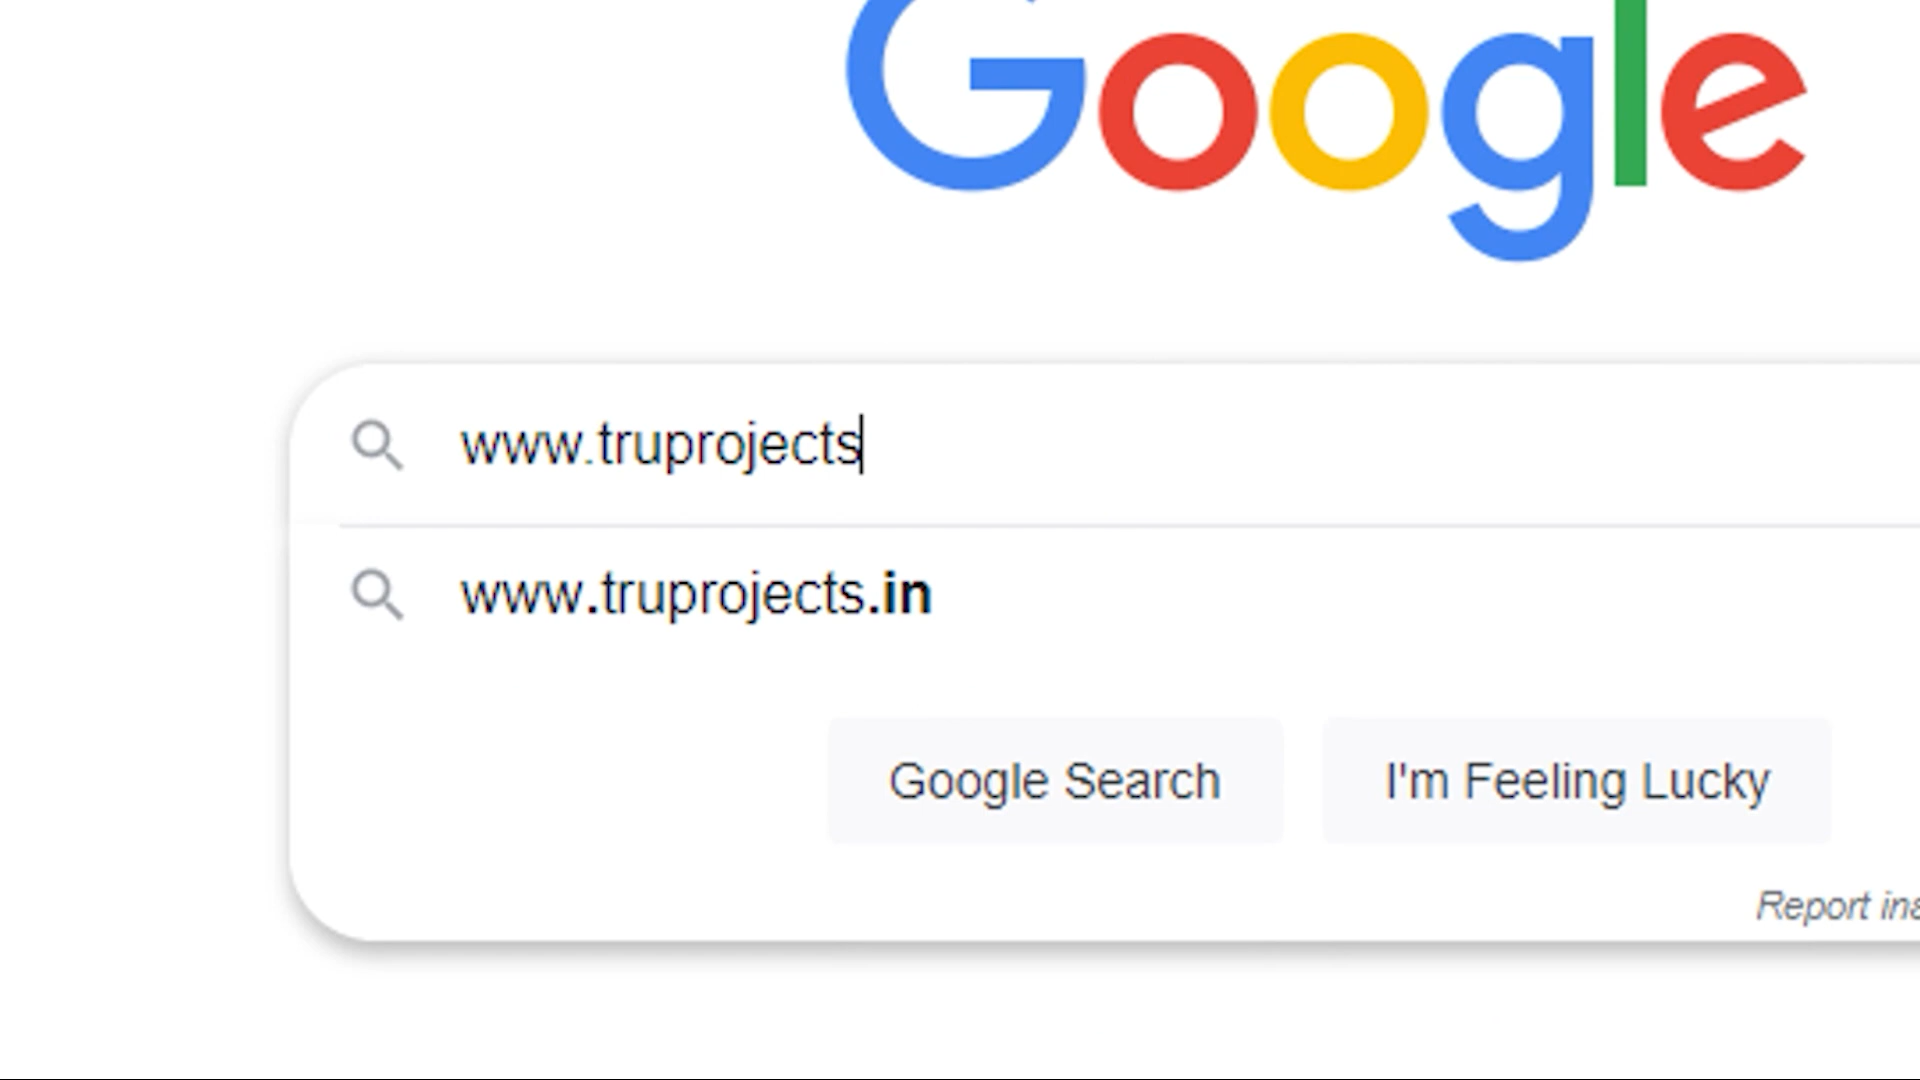 Google
www.truprojects
www.truprojects.in
Google Search
I'm Feeling Lucky
Report